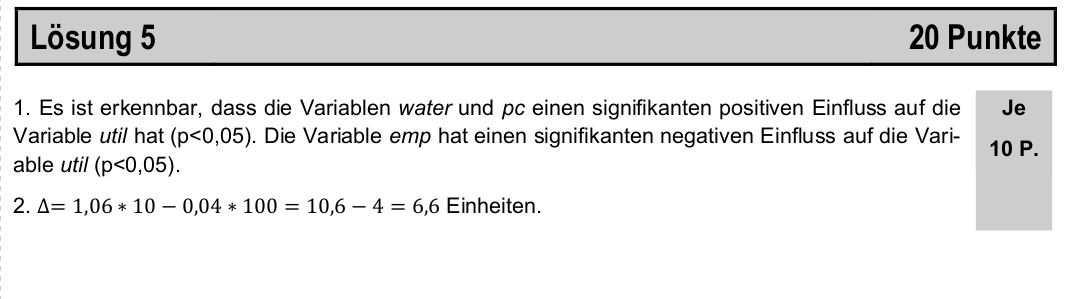 Lösung 5 20 Punkte
1. Es ist erkennbar, dass die Variablen water und pc einen signifikanten positiven Einfluss auf die
Variable util hat (p<0,05). Die Variable emp hat einen signifikanten negativen Einfluss auf die Vari-
able util (p<0,05).
2. Δ= 1,06 ∗ 10 − 0,04 ∗ 100 = 10,6 − 4 = 6,6 Einheiten.
Je
10 P.